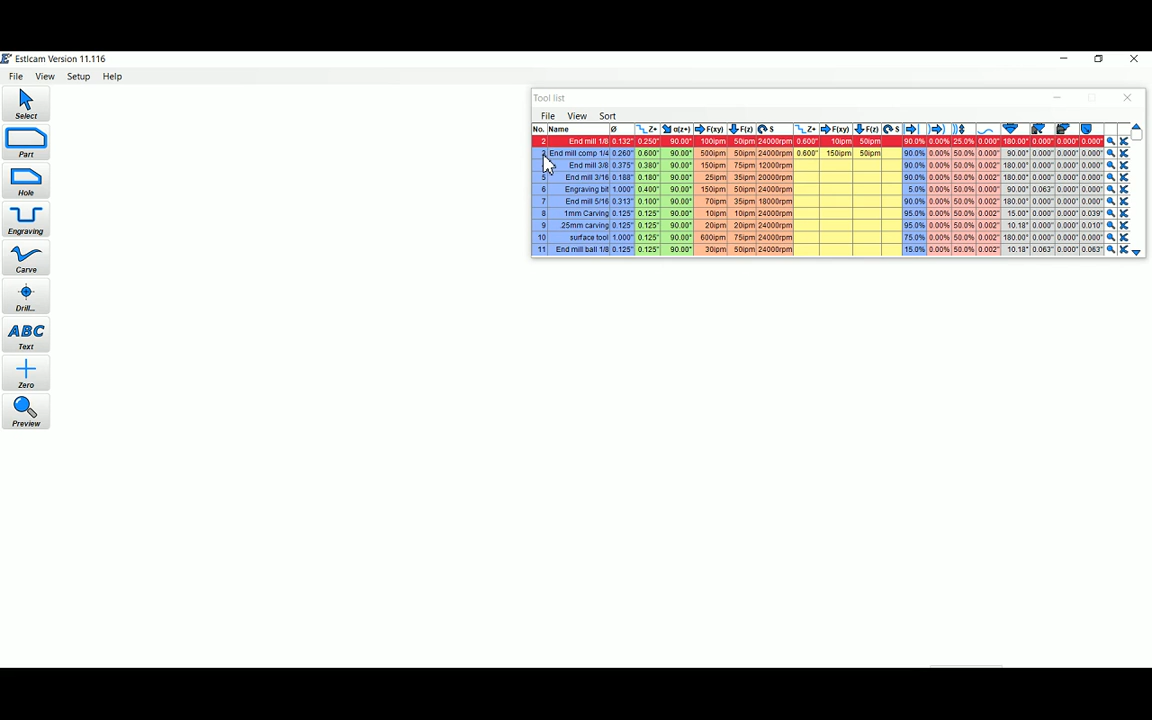 Estlcam Version 11.116
File View Setup Help
Select
Part
Hole
Engraving
Carve
Drill...
ABC
Text
Zero
Preview
Tool list
File View Sort
No. Name Ø Z+ α(z+) F(xy) F(z) S Z+ F(xy) F(z) S
2 End mill 1/8 0.132" 0.250" 90.00° 100ipm 50ipm 24000rpm 0.600" 10ipm 50ipm 90.0% 0.00% 25.0% 0.000" 180.00° 0.000" 0.000" 0.000"
End mill comp 1/4 0.260" 0.600" 90.00° 500ipm 50ipm 24000rpm 0.600" 150ipm 50ipm 90.0% 0.00% 50.0% 0.000" 90.00° 0.000" 0.000" 0.000"
End mill 3/8 0.375" 0.380" 90.00° 150ipm 75ipm 12000rpm 90.0% 0.00% 50.0% 0.002" 180.00° 0.000" 0.000" 0.000"
5 End mill 3/16 0.188" 0.180" 90.00° 25ipm 35ipm 20000rpm 90.0% 0.00% 50.0% 0.002" 180.00° 0.000" 0.000" 0.000"
6 Engraving bit 1.000" 0.400" 90.00° 150ipm 50ipm 24000rpm 5.0% 0.00% 50.0% 0.000" 90.00° 0.063" 0.000" 0.000"
7 End mill 5/16 0.313" 0.100" 90.00° 70ipm 35ipm 18000rpm 90.0% 0.00% 50.0% 0.002" 180.00° 0.000" 0.000" 0.000"
8 1mm Carving 0.125" 0.125" 90.00° 10ipm 10ipm 24000rpm 95.0% 0.00% 50.0% 0.002" 15.00° 0.000" 0.000" 0.039"
9 .25mm carving 0.125" 0.125" 90.00° 20ipm 20ipm 24000rpm 95.0% 0.00% 50.0% 0.002" 10.18° 0.000" 0.000" 0.010"
10 surface tool 1.000" 0.125" 90.00° 600ipm 75ipm 24000rpm 75.0% 0.00% 50.0% 0.002" 180.00° 0.000" 0.000" 0.000"
11 End mill ball 1/8 0.125" 0.125" 90.00° 30ipm 50ipm 24000rpm 15.0% 0.00% 50.0% 0.002" 10.18° 0.063" 0.000" 0.063"